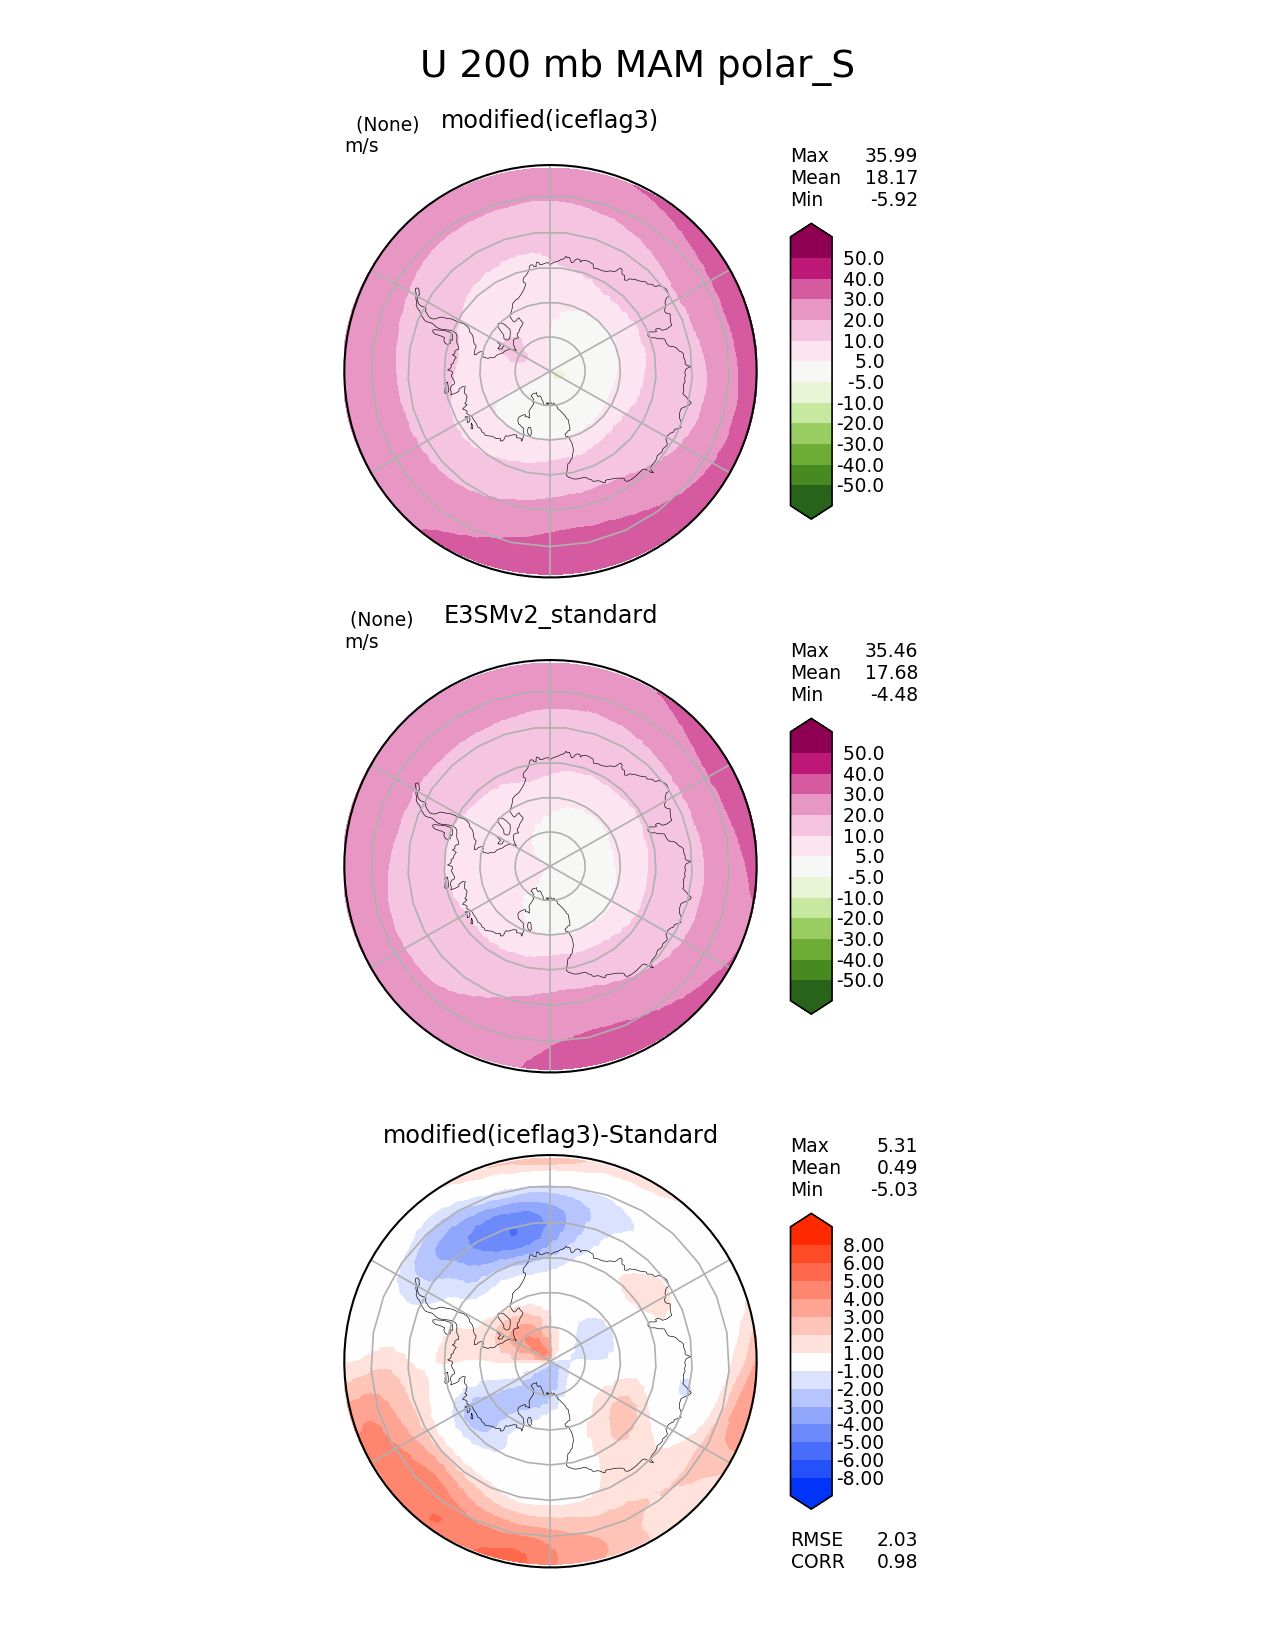 U 200 mb MAM polar_S
(None) modified(iceflag3)
m/s
Max 35.99
Mean 18.17
Min -5.92
50.0
40.0
30.0
20.0
10.0
5.0
-5.0
-10.0
-20.0
-30.0
-40.0
-50.0
(None) E3SMv2_standard
m/s
Max 35.46
Mean 17.68
Min -4.48
50.0
40.0
30.0
20.0
10.0
5.0
-5.0
-10.0
-20.0
-30.0
-40.0
-50.0
modified(iceflag3)-Standard
Max 5.31
Mean 0.49
Min -5.03
8.00
6.00
5.00
4.00
3.00
2.00
1.00
-1.00
-2.00
-3.00
-4.00
-5.00
-6.00
-8.00
RMSE 2.03
CORR 0.98